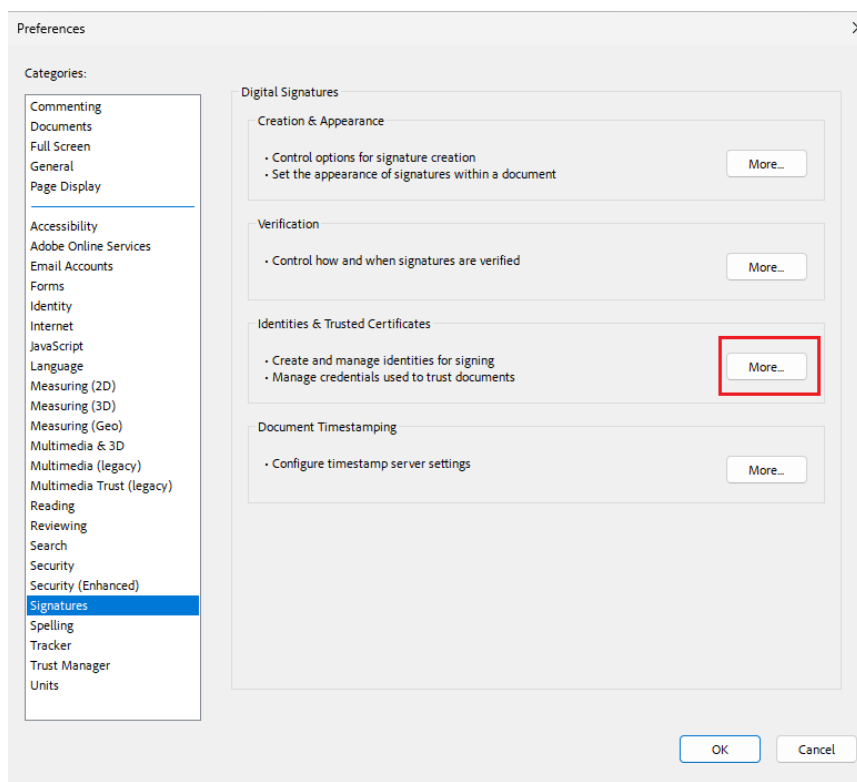 Preferences
Categories:
Commenting
Documents
Full Screen
General
Page Display
Accessibility
Adobe Online Services
Email Accounts
Forms
Identity
Internet
JavaScript
Language
Measuring (2D)
Measuring (3D)
Measuring (Geo)
Multimedia & 3D
Multimedia (legacy)
Multimedia Trust (legacy)
Reading
Reviewing
Search
Security
Security (Enhanced)
Signatures
Spelling
Tracker
Trust Manager
Units
Digital Signatures
Creation & Appearance
• Control options for signature creation
• Set the appearance of signatures within a document
More...
Verification
• Control how and when signatures are verified
More...
Identities & Trusted Certificates
• Create and manage identities for signing
• Manage credentials used to trust documents
More...
Document Timestamping
• Configure timestamp server settings
More...
OK
Cancel